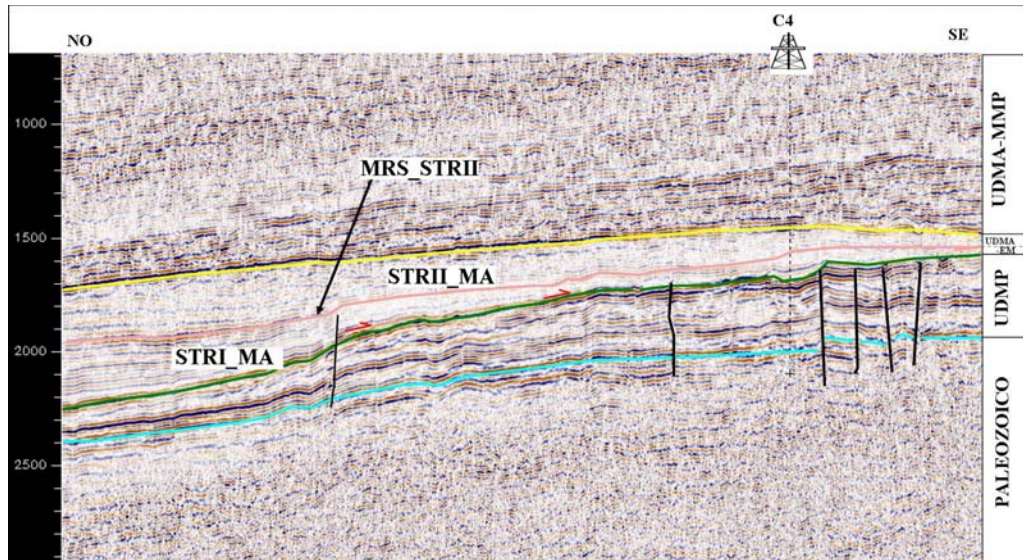 C4
NO
SE
1000
1500
2000
2500
MRS_STRII
STRII_MA
STRI_MA
UDMA-MMP
UDMA
-EM
UDMP
PALEOZOICO